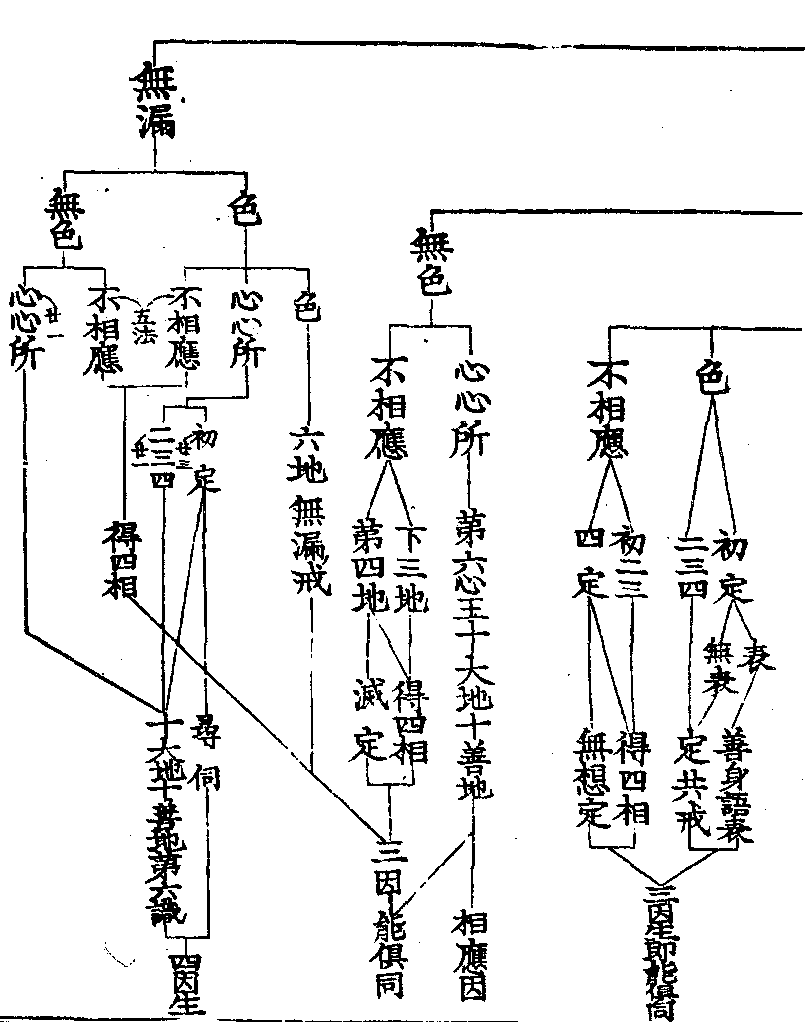 色
初定
二三四
表
無表
善身語表
定共戒
不相應
初二三
四定
得四相
無想定
三因生即能俱同
無色
心心所
第六心王十大地十善地
相應因
不相應
下三地
第四地
得四相
滅定
三因
能俱同
無漏
色
色
六地無漏戒
心心所
初定
廿三
二三四
廿一
尋伺
不相應
五法
無色
不相應
得四相
心心所
廿一
十大地十善地第六識
四因生